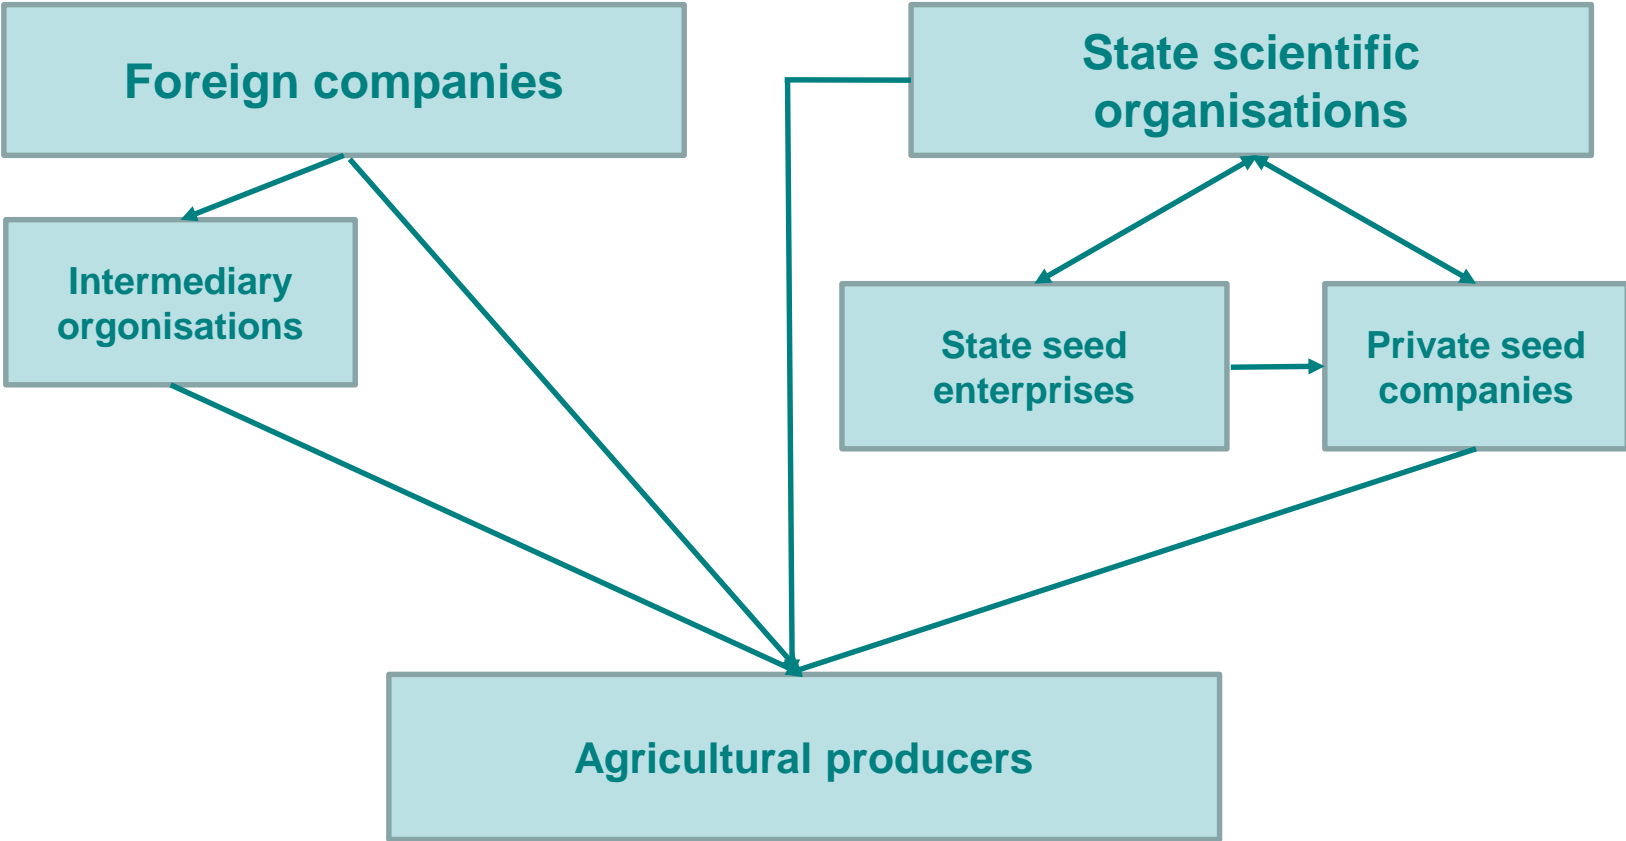 Foreign companies
State scientific
organisations
Intermediary
orgonisations
State seed
enterprises
Private seed
companies
Agricultural producers